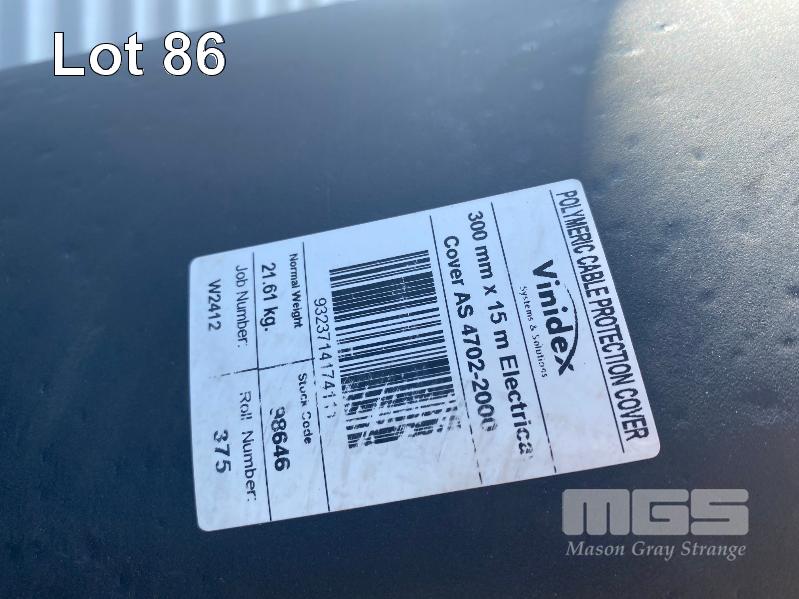 Lot 86
POLYMERIC CABLE PROTECTION COVER
Vinidex
Systems & Solutions
300 mm x 15 m Electrical
Cover AS 4702-2000
Normal Weight
21.61 kg.
Stock Code
98646
Job Number:
W2412
Roll Number:
375
MGS
Mason Gray Strange